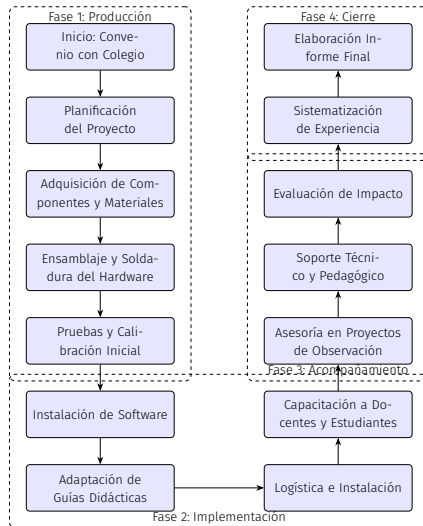 Fase 1: Producción
Inicio: Conve-
nio con Colegio
Planificación
del Proyecto
Adquisición de Com-
ponentes y Materiales
Ensamblaje y Solda-
dura del Hardware
Pruebas y Cali-
bración Inicial
Instalación de Software
Adaptación de
Guías Didácticas
Fase 2: Implementación
Logística e Instalación
Capacitación a Do-
centes y Estudiantes
Fase 3: Acompañamiento
Asesoría en Proyectos
de Observación
Soporte Técni-
co y Pedagógico
Evaluación de Impacto
Sistematización
de Experiencia
Elaboración In-
forme Final
Fase 4: Cierre